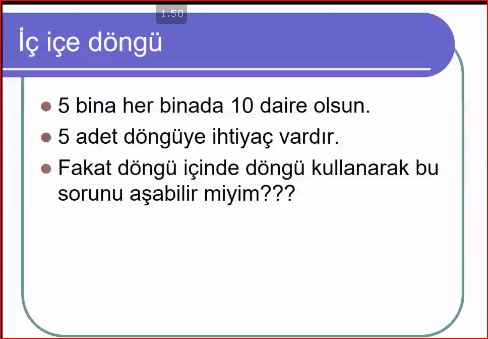 1.50
İç içe döngü
5 bina her binada 10 daire olsun.
5 adet döngüye ihtiyaç vardır.
Fakat döngü içinde döngü kullanarak bu
sorunu aşabilir miyim???